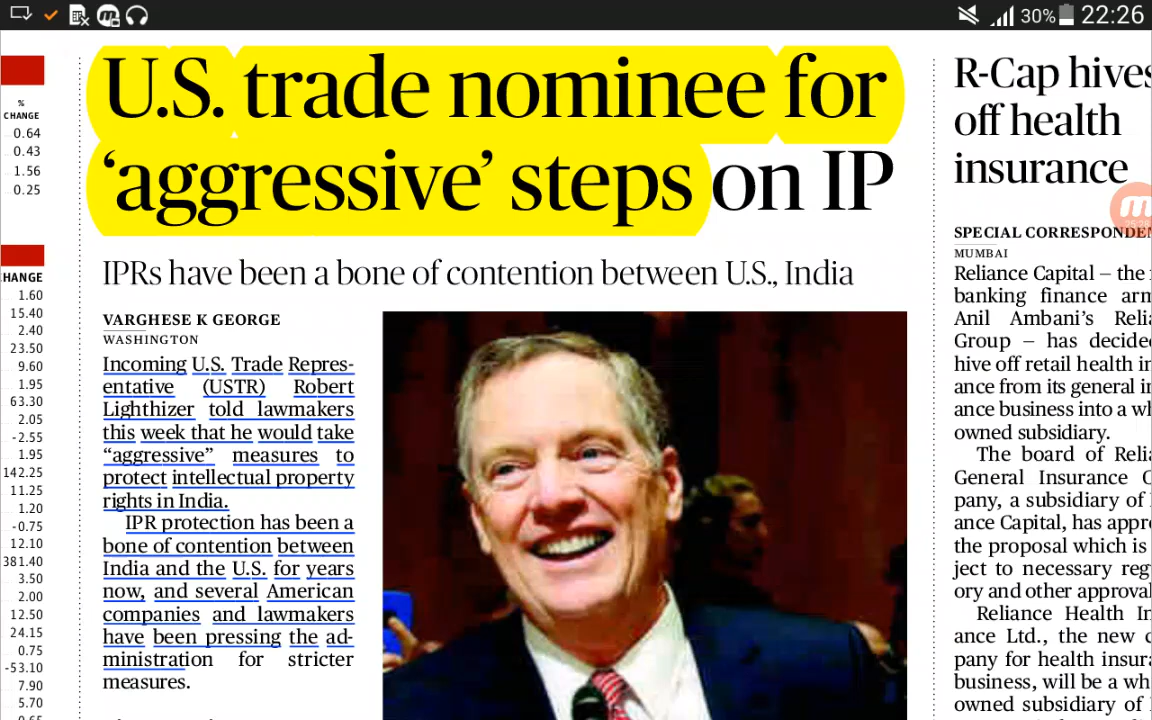 30% 22:26
%
CHANGE
0.64
0.43
1.56
0.25
HANGE
1.60
15.40
2.40
23.50
9.60
1.95
63.30
2.05
-2.55
1.95
142.25
11.25
1.20
-0.75
12.10
381.40
3.50
2.00
12.50
24.15
0.75
-53.10
7.90
5.70
U.S. trade nominee for
‘aggressive’ steps on IP
IPRs have been a bone of contention between U.S., India
VARGHESE K GEORGE
WASHINGTON
Incoming U.S. Trade Repres-
entative (USTR) Robert
Lighthizer told lawmakers
this week that he would take
“aggressive” measures to
protect intellectual property
rights in India.
IPR protection has been a
bone of contention between
India and the U.S. for years
now, and several American
companies and lawmakers
have been pressing the ad-
ministration for stricter
measures.
R-Cap hives
off health
insurance
SPECIAL CORRESPONDEN
MUMBAI
Reliance Capital – the
banking finance arm
Anil Ambani’s Relia
Group – has decided
hive off retail health in
ance from its general in
ance business into a wh
owned subsidiary.
The board of Relia
General Insurance C
pany, a subsidiary of
ance Capital, has appr
the proposal which is
ject to necessary reg
ory and other approval
Reliance Health In
ance Ltd., the new c
pany for health insura
business, will be a wh
owned subsidiary of